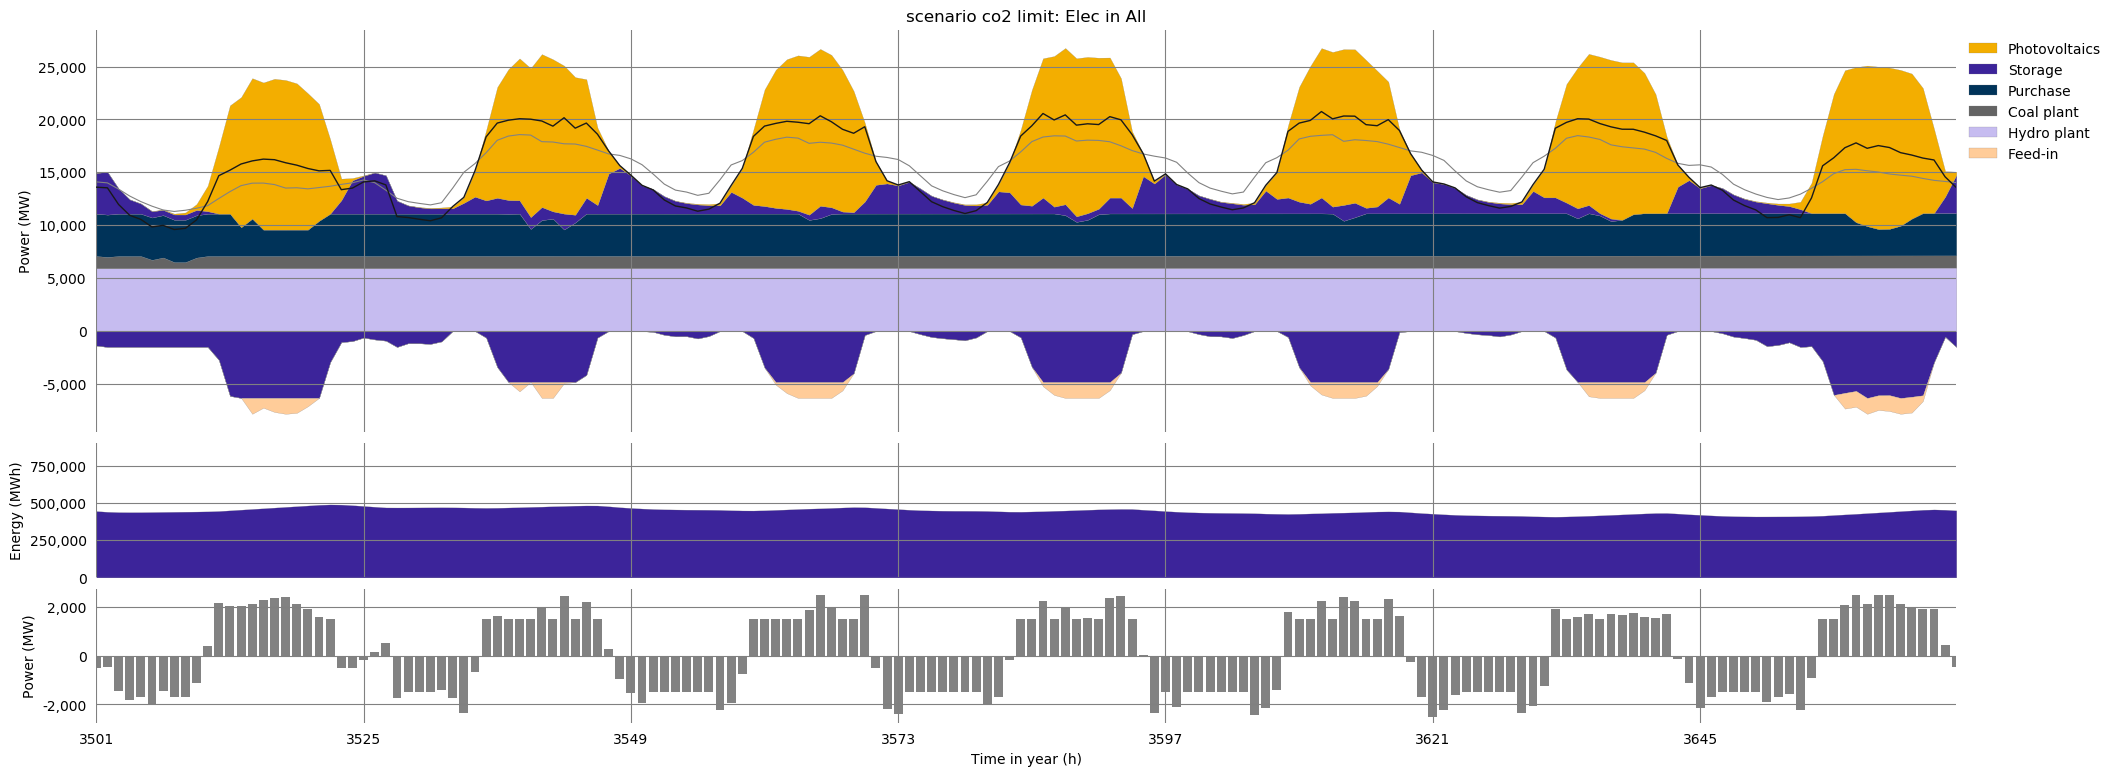 scenario co2 limit: Elec in All
Power (MW)
25,000
20,000
15,000
10,000
5,000
0
-5,000
Photovoltaics
Storage
Purchase
Coal plant
Hydro plant
Feed-in
Energy (MWh)
750,000
500,000
250,000
0
Power (MW)
2,000
0
-2,000
3501
3525
3549
3573
3597
3621
3645
Time in year (h)